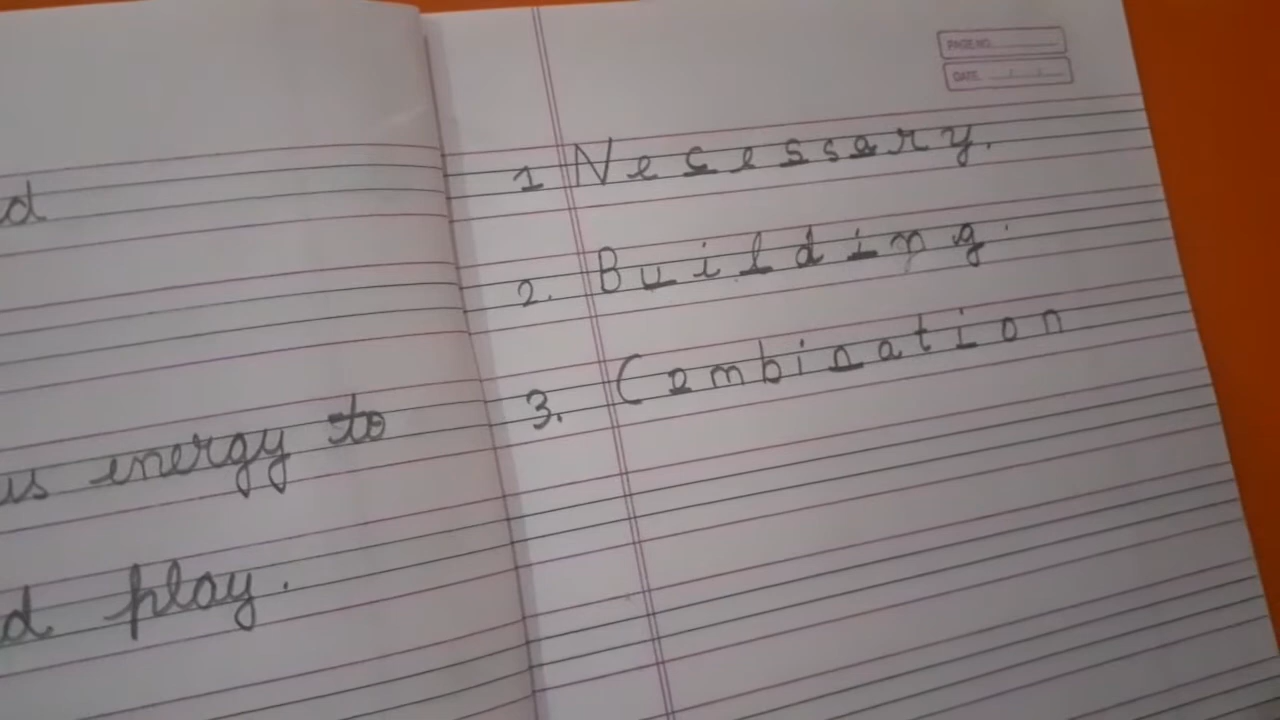 d
us energy to
d play.
PAGE NO.
DATE / /
1 Necessary.
2. Building.
3. Combination